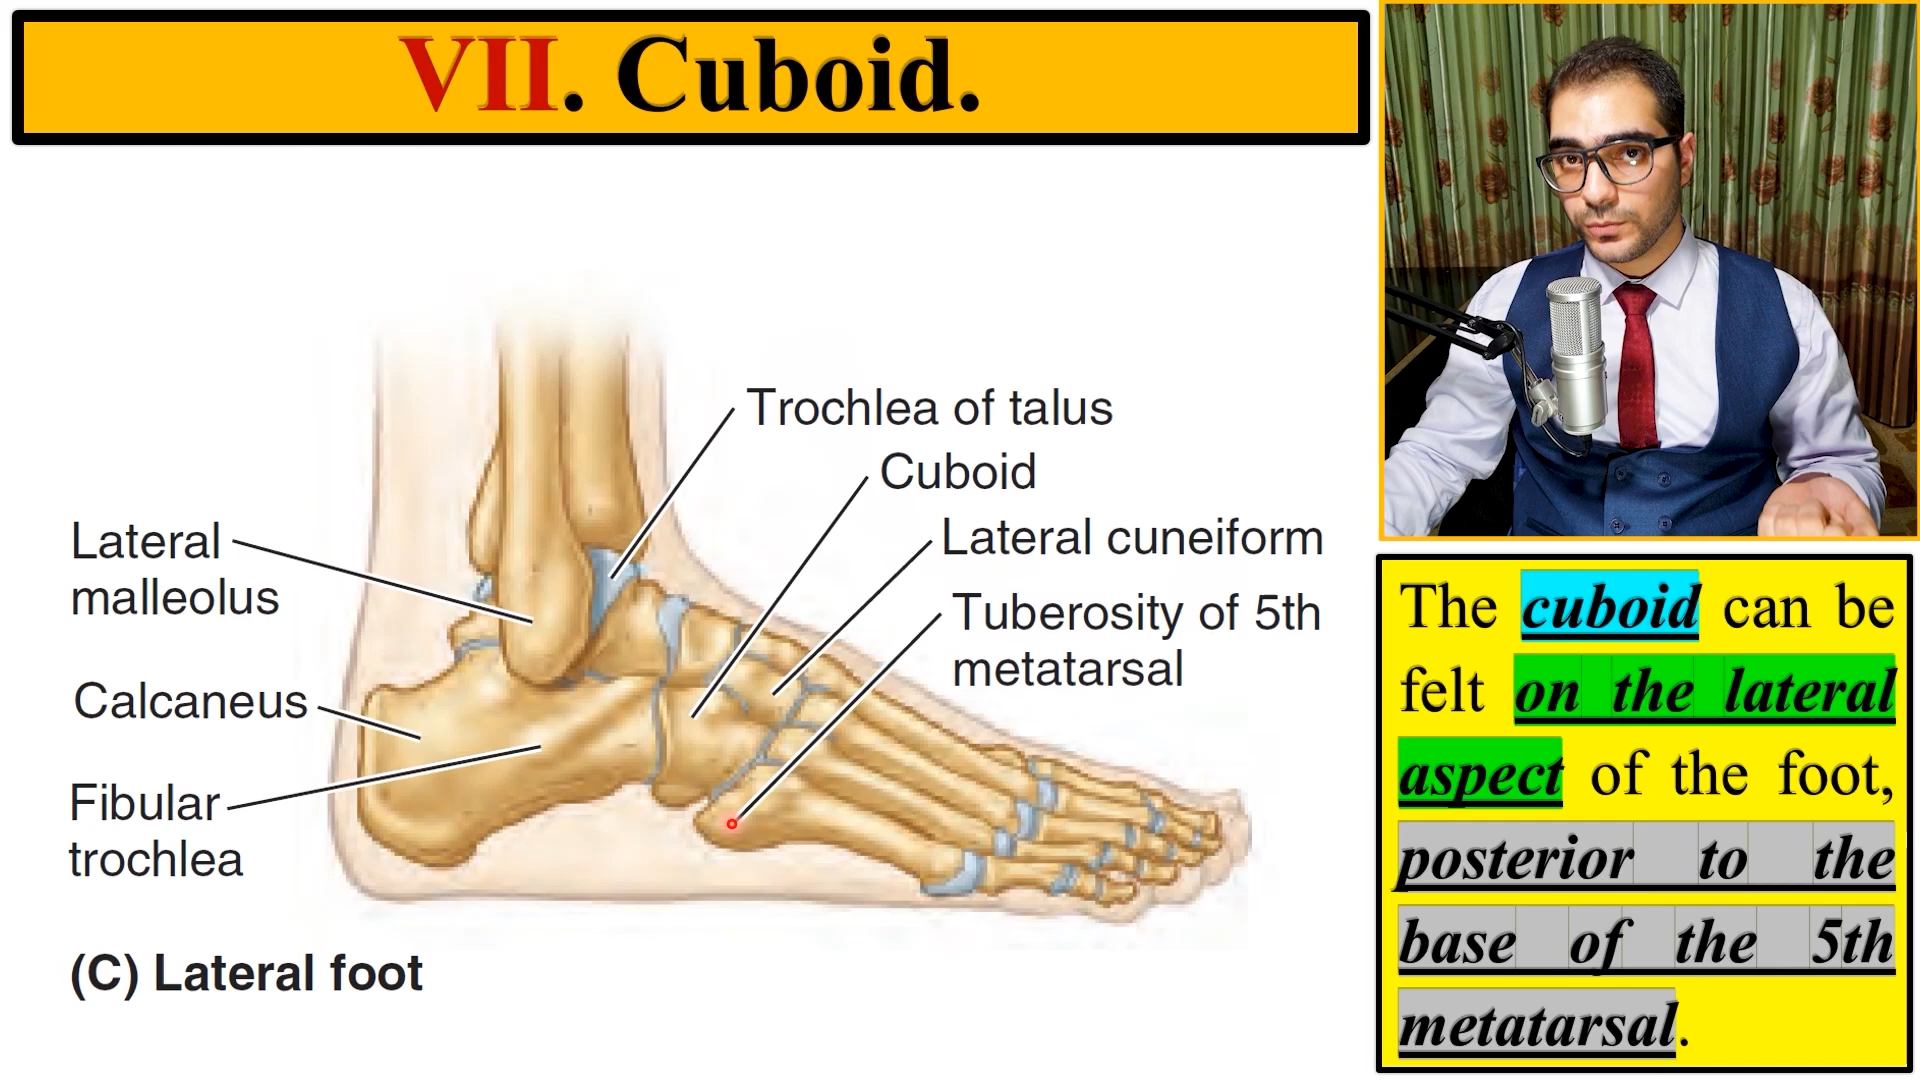 VII. Cuboid.
Trochlea of talus
Cuboid
Lateral cuneiform
Tuberosity of 5th
metatarsal
Lateral
malleolus
Calcaneus
Fibular
trochlea
(C) Lateral foot
The cuboid can be
felt on the lateral
aspect of the foot,
posterior to the
base of the 5th
metatarsal.